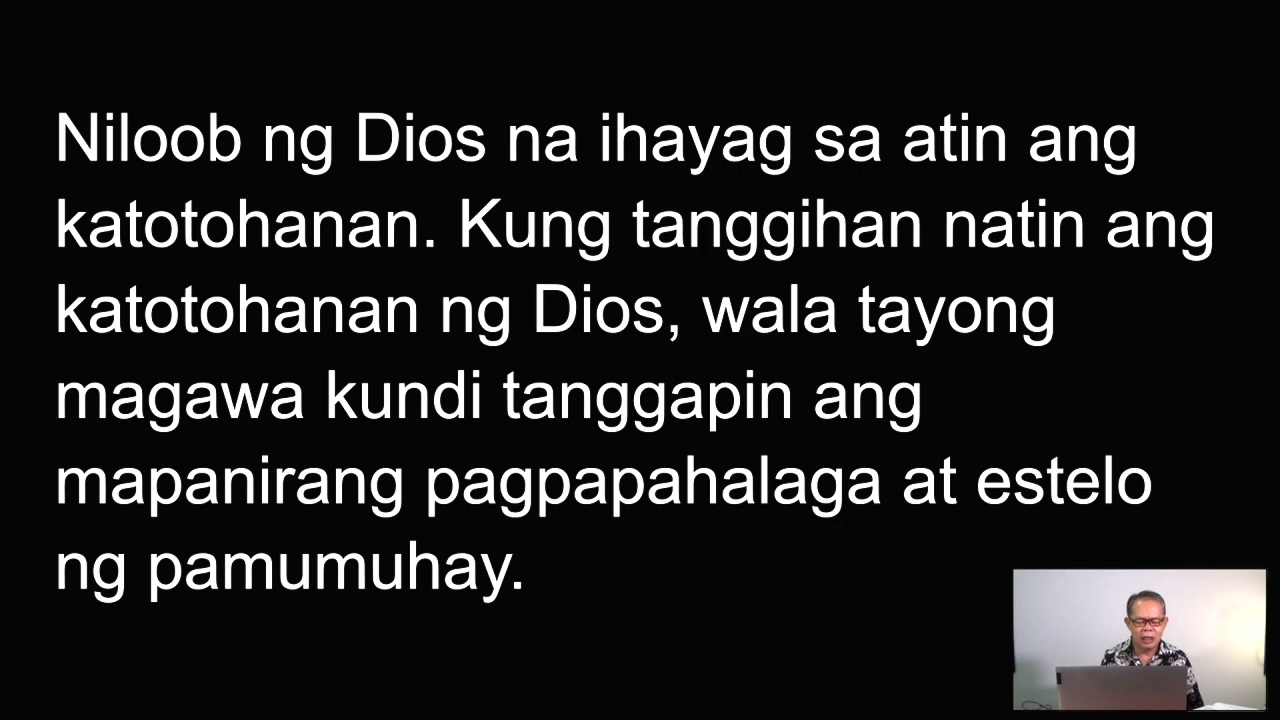 Niloob ng Dios na ihayag sa atin ang
katotohanan. Kung tanggihan natin ang
katotohanan ng Dios, wala tayong
magawa kundi tanggapin ang
mapanirang pagpapahalaga at estelo
ng pamumuhay.